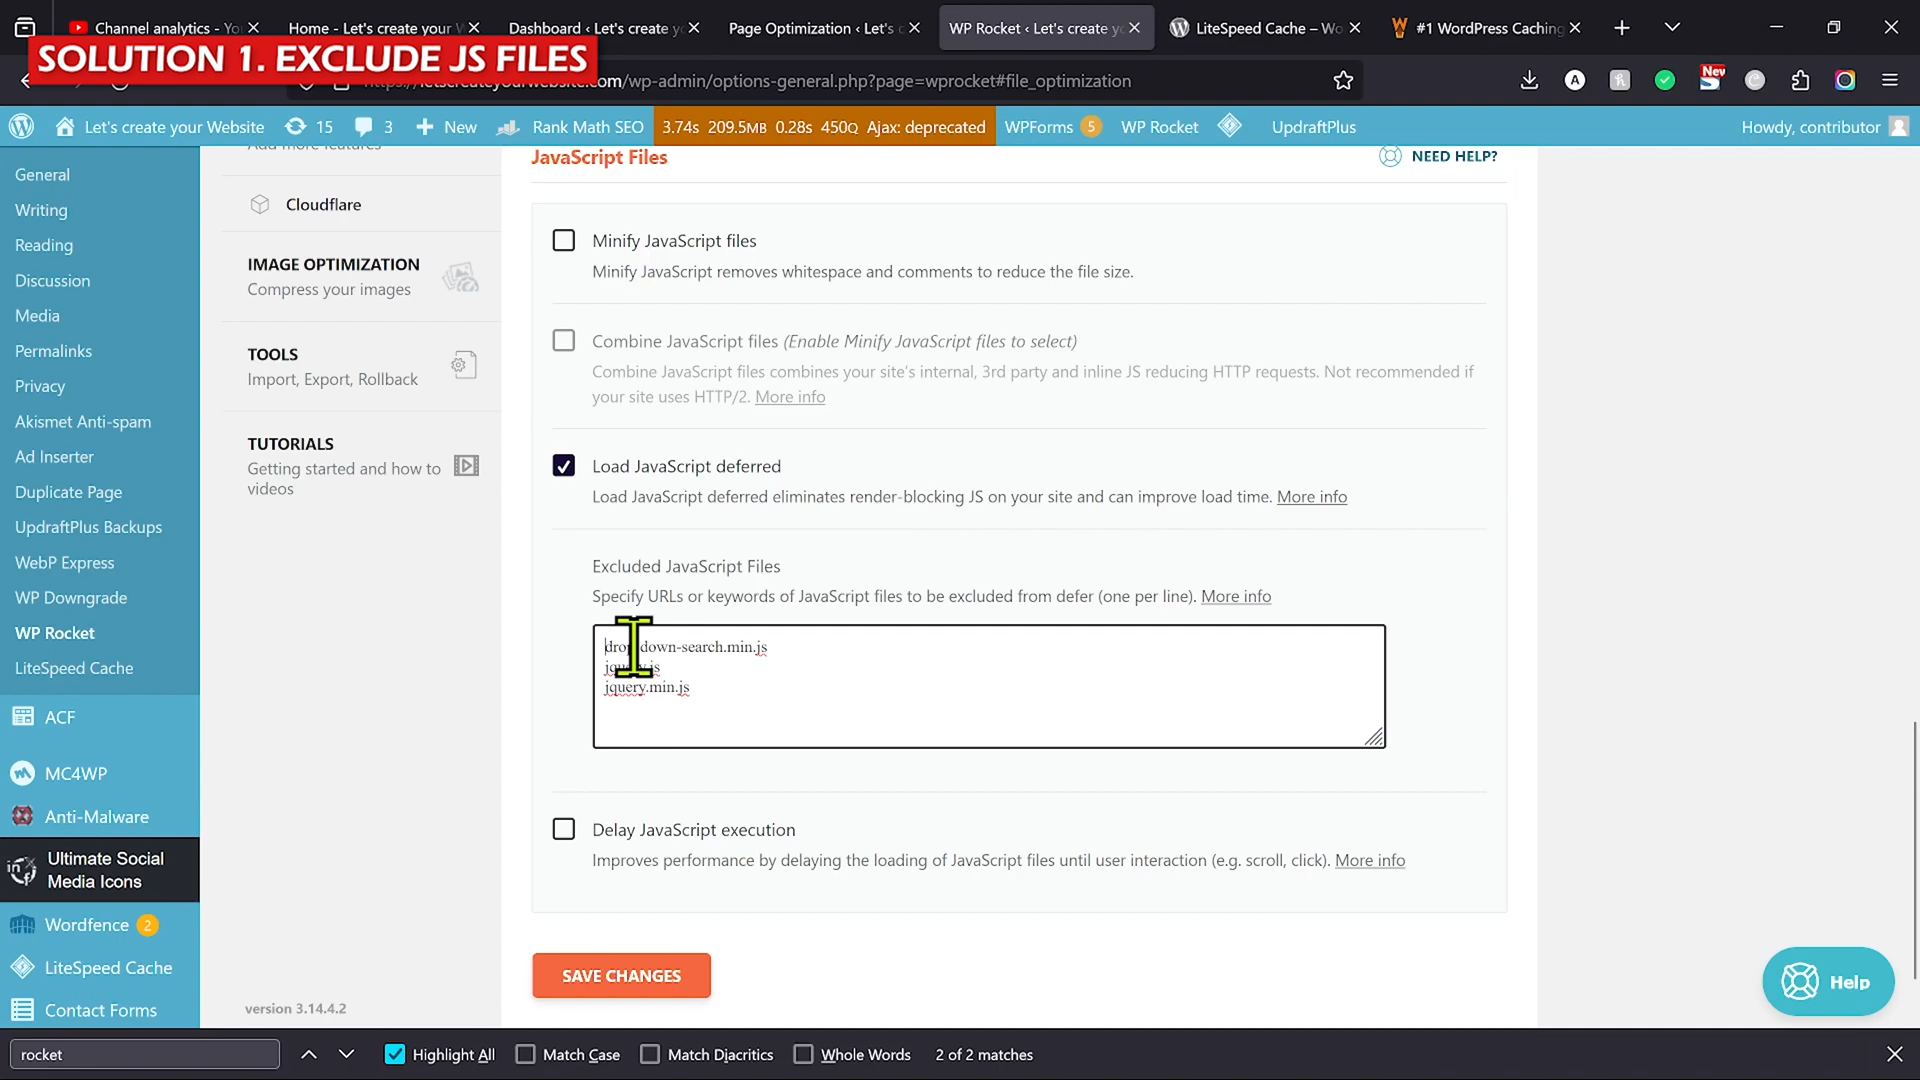 Channel analytics - Yo
Home - Let's create your W
Dashboard ‹ Let's create yo
Page Optimization ‹ Let's c
WP Rocket ‹ Let's create yo
LiteSpeed Cache – Wo
#1 WordPress Caching
SOLUTION 1. EXCLUDE JS FILES
https://letscreateyourwebsite.com/wp-admin/options-general.php?page=wprocket#file_optimization
New
Let's create your Website
15
3
New
Rank Math SEO
3.74s 209.5MB 0.28s 450Q Ajax: deprecated
WPForms 5
WP Rocket
UpdraftPlus
Howdy, contributor
General
Writing
Reading
Discussion
Media
Permalinks
Privacy
Akismet Anti-spam
Ad Inserter
Duplicate Page
UpdraftPlus Backups
WebP Express
WP Downgrade
WP Rocket
LiteSpeed Cache
ACF
MC4WP
Anti-Malware
Ultimate Social
Media Icons
Wordfence 2
LiteSpeed Cache
Contact Forms
Add more features
Cloudflare
IMAGE OPTIMIZATION
Compress your images
TOOLS
Import, Export, Rollback
TUTORIALS
Getting started and how to
videos
version 3.14.4.2
JavaScript Files
NEED HELP?
Minify JavaScript files
Minify JavaScript removes whitespace and comments to reduce the file size.
Combine JavaScript files (Enable Minify JavaScript files to select)
Combine JavaScript files combines your site's internal, 3rd party and inline JS reducing HTTP requests. Not recommended if
your site uses HTTP/2. More info
Load JavaScript deferred
Load JavaScript deferred eliminates render-blocking JS on your site and can improve load time. More info
Excluded JavaScript Files
Specify URLs or keywords of JavaScript files to be excluded from defer (one per line). More info
dropdown-search.min.js
jquery.js
jquery.min.js
Delay JavaScript execution
Improves performance by delaying the loading of JavaScript files until user interaction (e.g. scroll, click). More info
SAVE CHANGES
Help
rocket
Highlight All
Match Case
Match Diacritics
Whole Words
2 of 2 matches